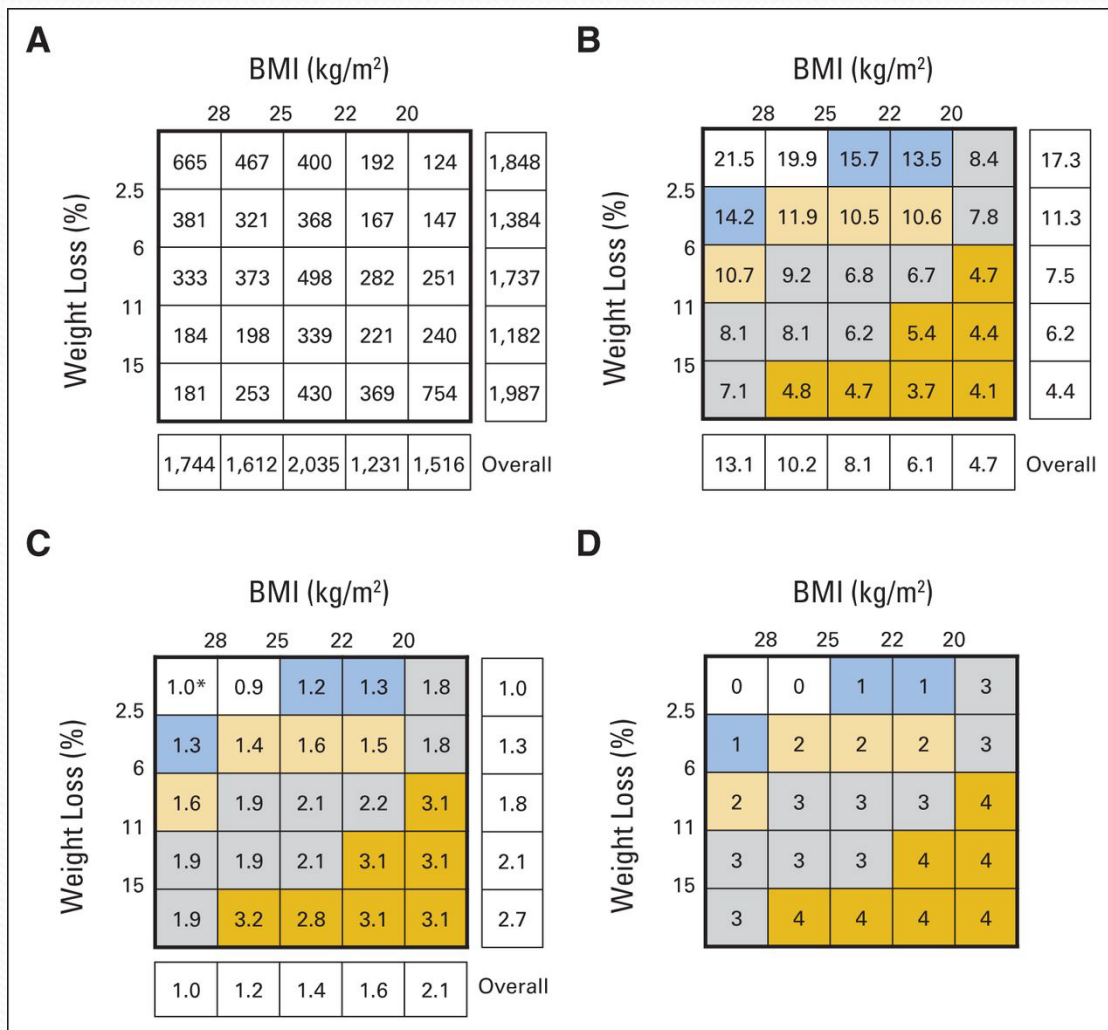 A
BMI (kg/m²)
28 25 22 20
Weight Loss (%)
665 467 400 192 124 1,848
2.5
381 321 368 167 147 1,384
6
333 373 498 282 251 1,737
11
184 198 339 221 240 1,182
15
181 253 430 369 754 1,987
1,744 1,612 2,035 1,231 1,516 Overall
B
BMI (kg/m²)
28 25 22 20
Weight Loss (%)
21.5 19.9 15.7 13.5 8.4 17.3
2.5
14.2 11.9 10.5 10.6 7.8 11.3
6
10.7 9.2 6.8 6.7 4.7 7.5
11
8.1 8.1 6.2 5.4 4.4 6.2
15
7.1 4.8 4.7 3.7 4.1 4.4
13.1 10.2 8.1 6.1 4.7 Overall
C
BMI (kg/m²)
28 25 22 20
Weight Loss (%)
1.0* 0.9 1.2 1.3 1.8 1.0
2.5
1.3 1.4 1.6 1.5 1.8 1.3
6
1.6 1.9 2.1 2.2 3.1 1.8
11
1.9 1.9 2.1 3.1 3.1 2.1
15
1.9 3.2 2.8 3.1 3.1 2.7
1.0 1.2 1.4 1.6 2.1 Overall
D
BMI (kg/m²)
28 25 22 20
Weight Loss (%)
0 0 1 1 3
2.5
1 2 2 2 3
6
2 3 3 3 4
11
3 3 3 4 4
15
3 4 4 4 4